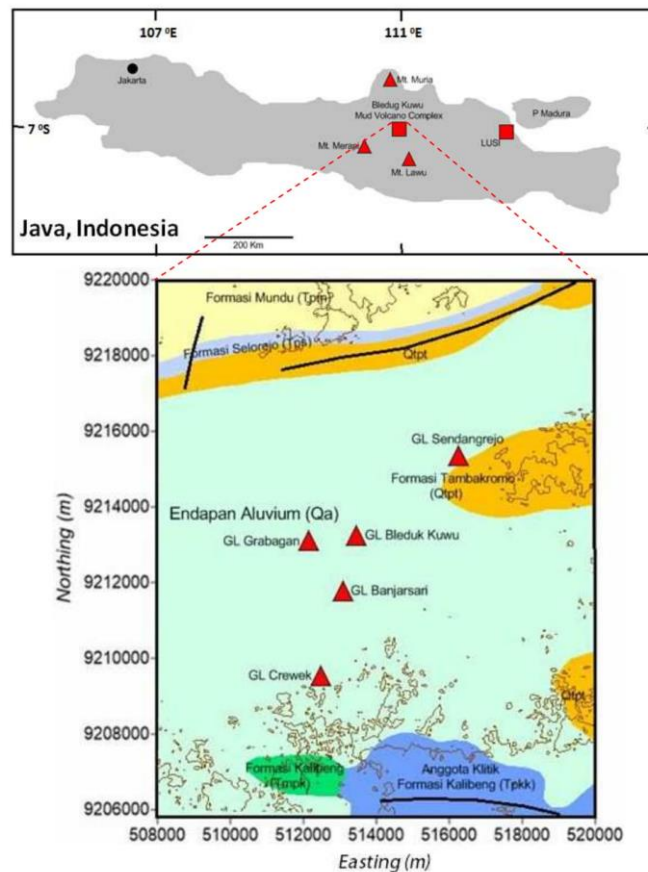 107 ⁰E
111 ⁰E
Jakarta
Mt. Muria
Bledug Kuwu
Mud Volcano Complex
P Madura
7 ⁰S
Mt. Merapi
LUSI
Mt. Lawu
Java, Indonesia
200 Km
9220000
Formasi Mundu (Tpm)
9218000
Formasi Selorejo (Tps)
Qtpt
9216000
GL Sendangrejo
Formasi Tambakromo
(Qtpt)
9214000
Endapan Aluvium (Qa)
GL Grabagan
GL Bleduk Kuwu
Northing (m)
9212000
GL Banjarsari
9210000
GL Crewek
Qtpt
9208000
Formasi Kalibeng
(Tmpk)
Anggota Klitik
Formasi Kalibeng (Tpkk)
9206000
508000
510000
512000
514000
516000
518000
520000
Easting (m)